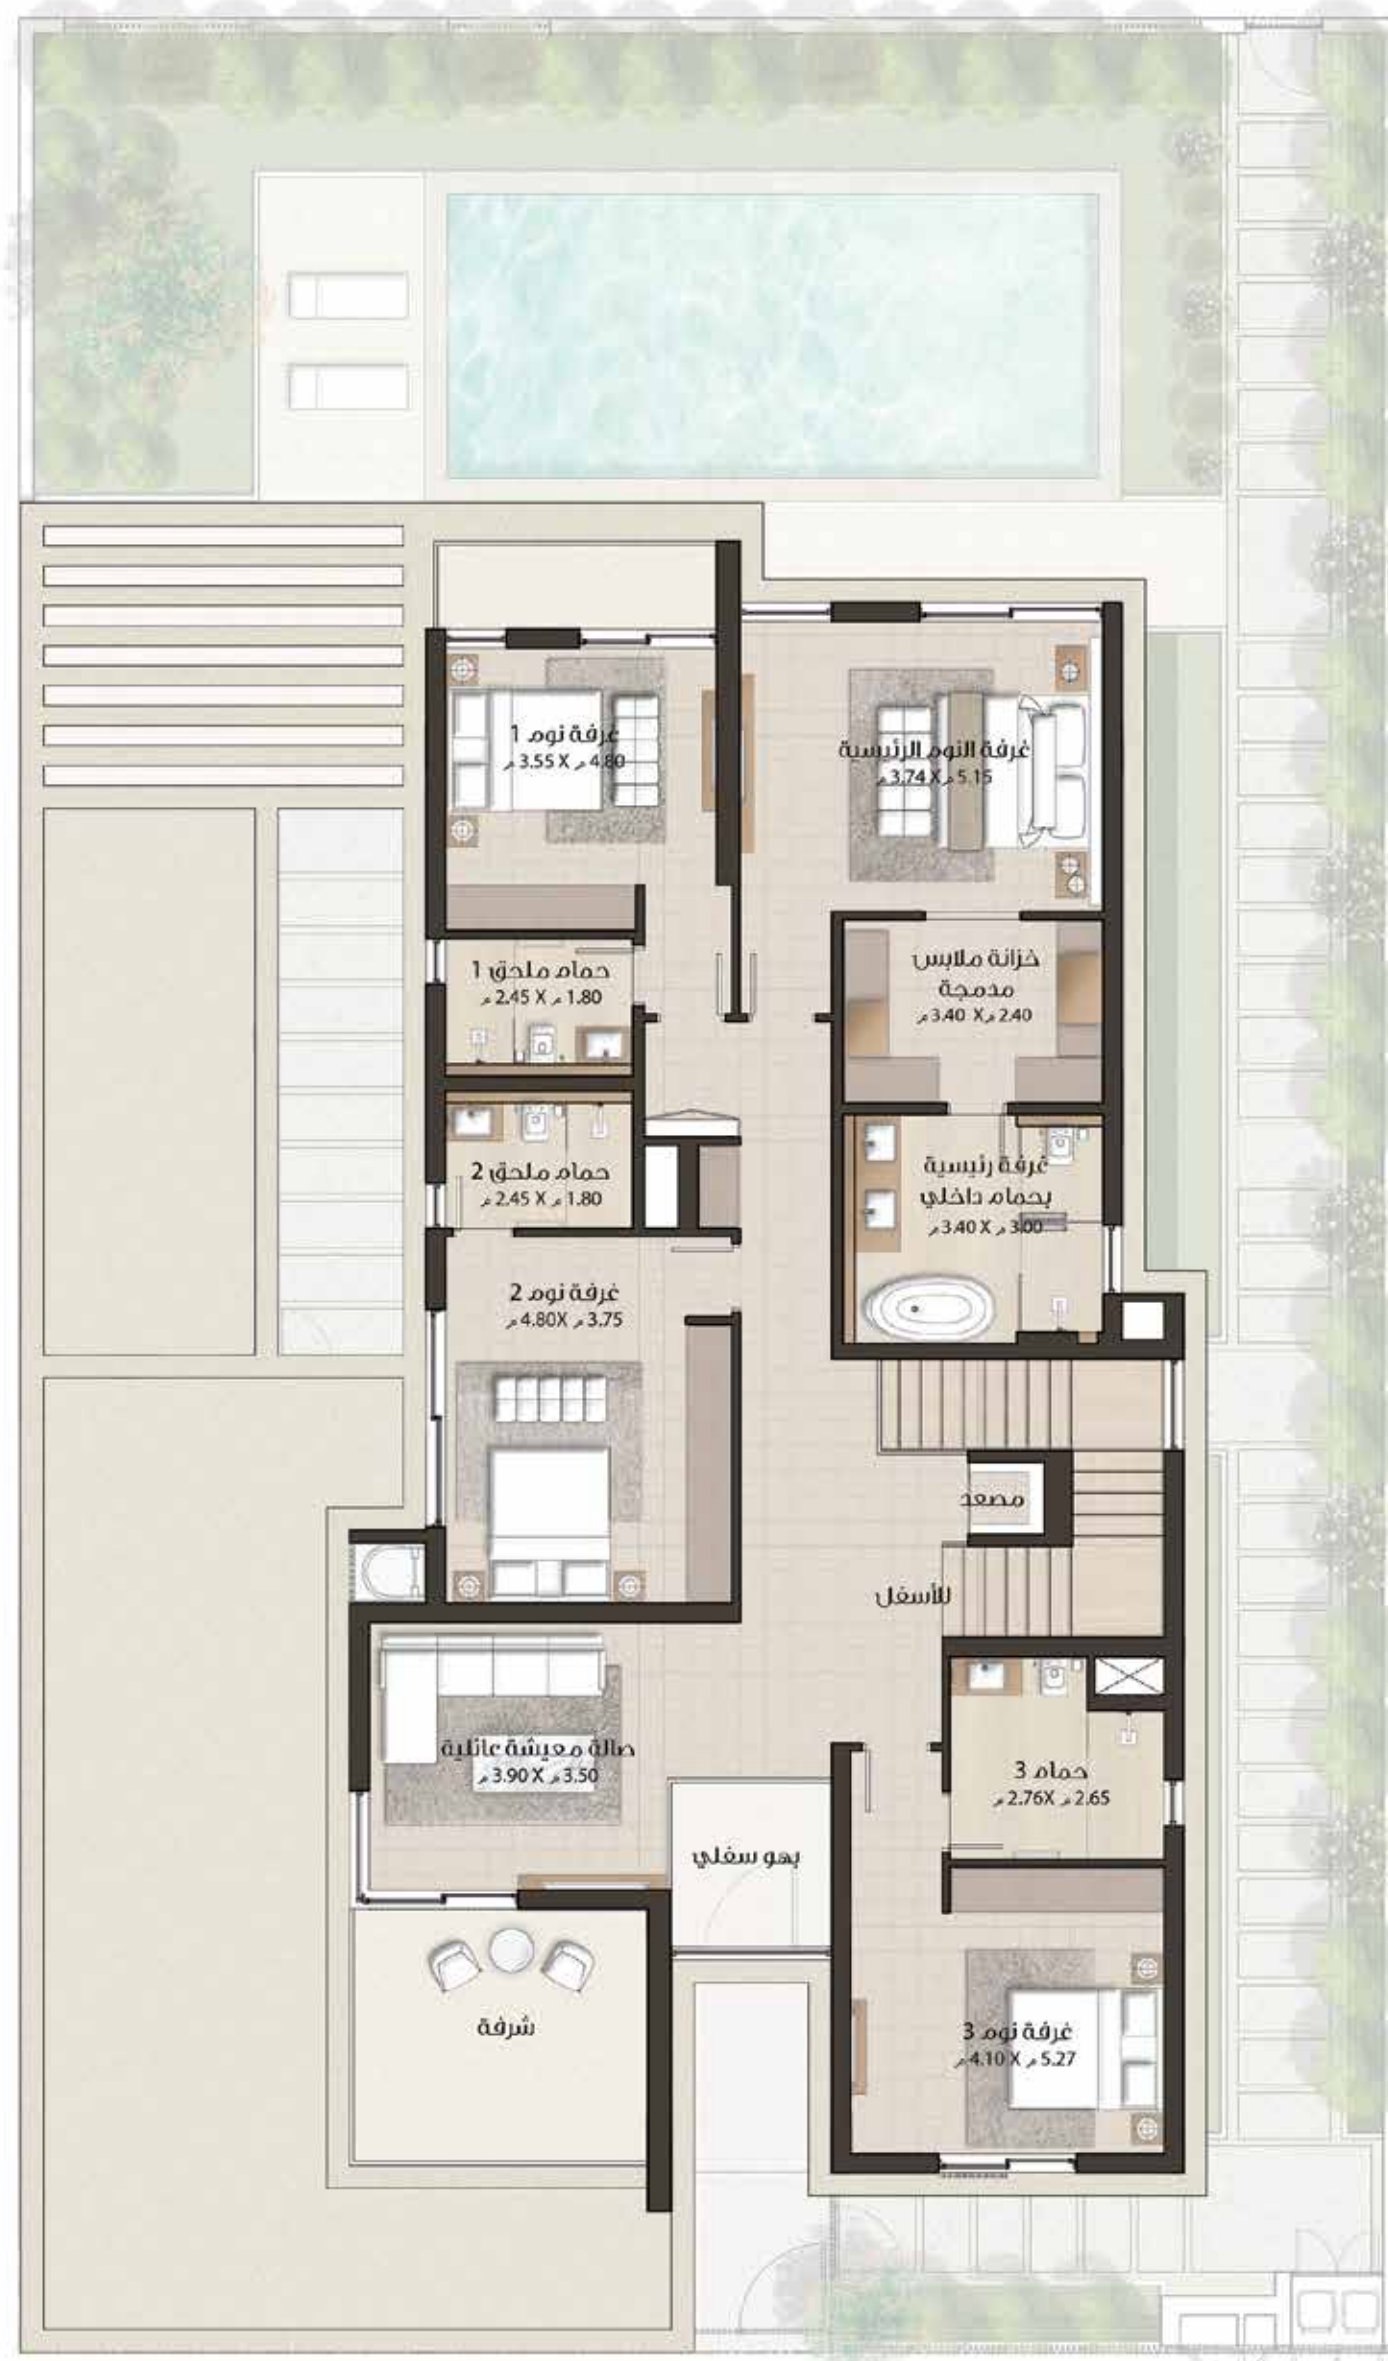 غرفة نوم 1
3.55 X م 4.80 م
غرفة النوم الرئيسية
3.74 X م 5.15 م
حمام ملحق 1
2.45 X م 1.80 م
خزانة ملابس
مدمجة
3.40 X م 2.40 م
حمام ملحق 2
2.45 X م 1.80 م
غرفة رئيسية
بحمام داخلي
3.40 X م 3.00 م
غرفة نوم 2
4.80X م 3.75 م
مصعد
للأسفل
صالة معيشة عائلية
3.90 X م 3.50 م
حمام 3
2.76X م 2.65 م
بهو سفلي
شرفة
غرفة نوم 3
4.10 X م 5.27 م